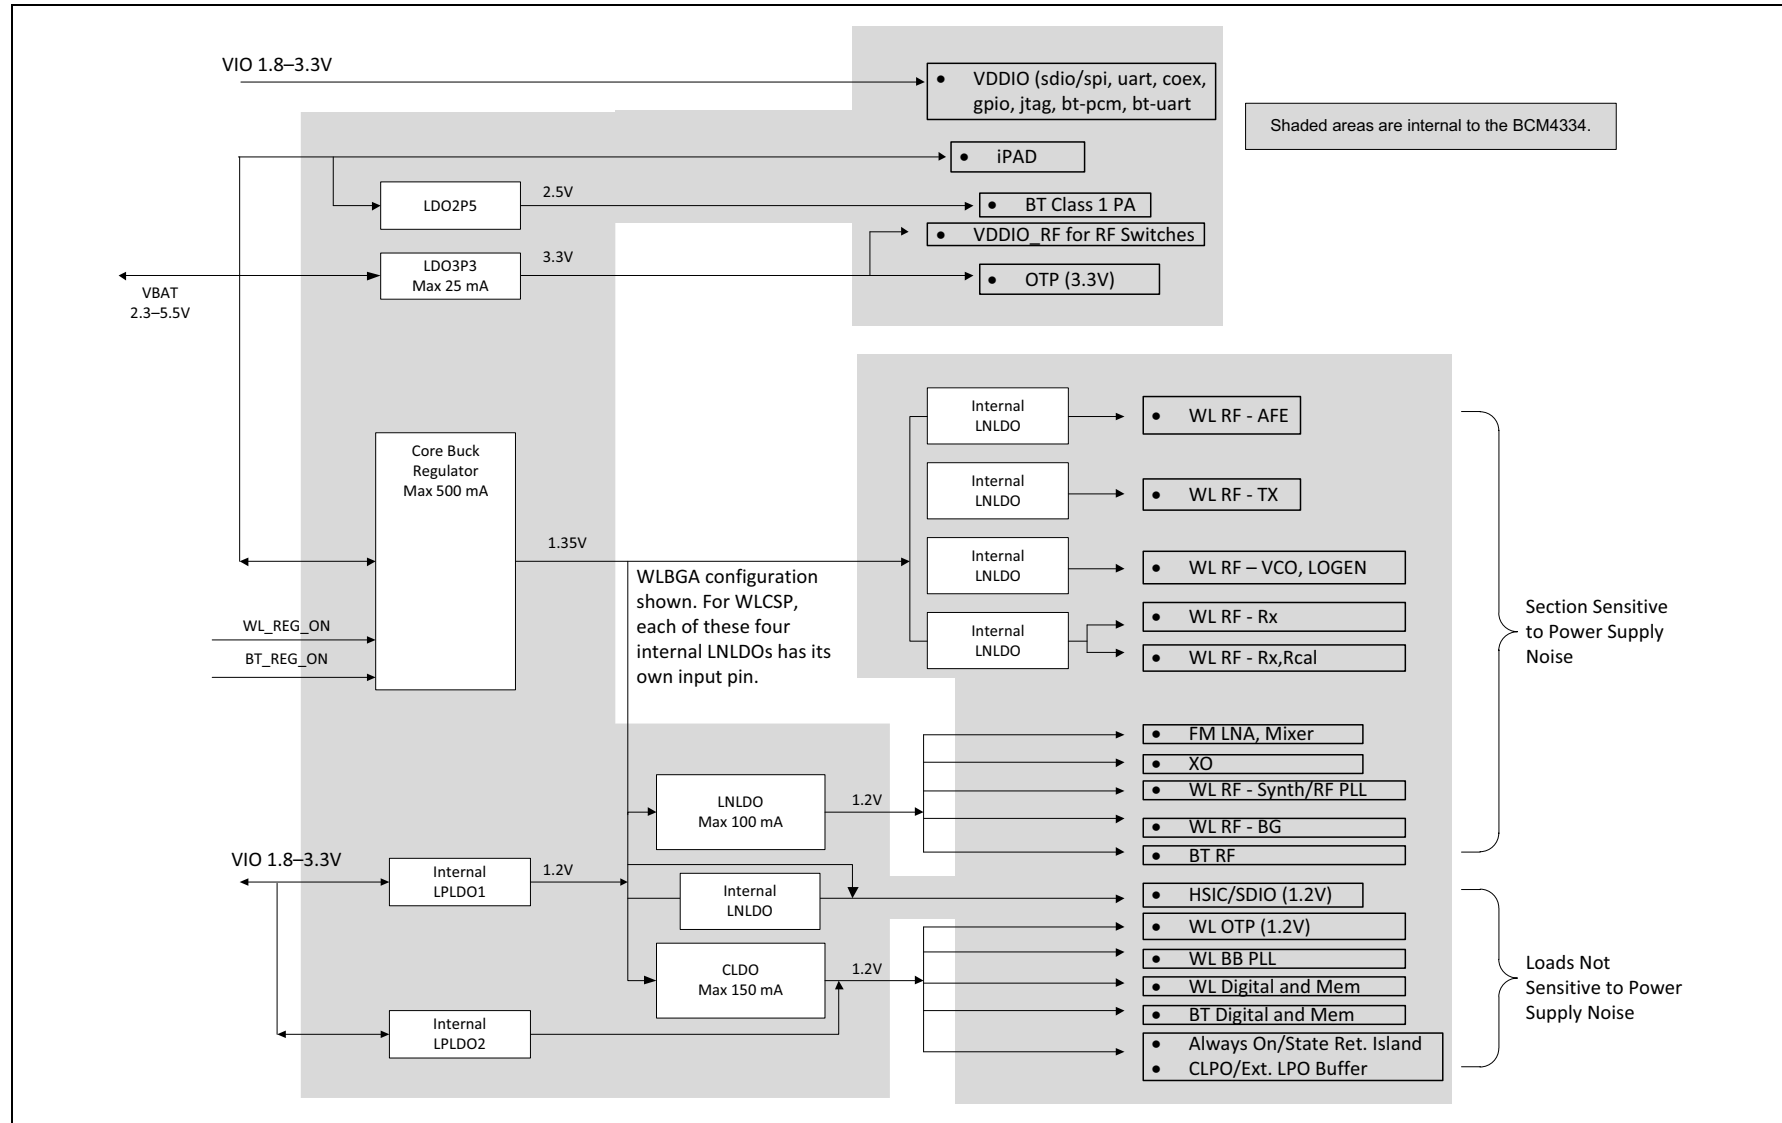 VIO 1.8–3.3V
• VDDIO (sdio/spi, uart, coex,
gpio, jtag, bt-pcm, bt-uart
Shaded areas are internal to the BCM4334.
• iPAD
LDO2P5
2.5V
• BT Class 1 PA
• VDDIO_RF for RF Switches
LDO3P3
Max 25 mA
3.3V
• OTP (3.3V)
VBAT
2.3–5.5V
Internal
LNLDO
• WL RF - AFE
Core Buck
Regulator
Max 500 mA
Internal
LNLDO
• WL RF - TX
1.35V
Internal
LNLDO
• WL RF – VCO, LOGEN
WLBGA configuration
shown. For WLCSP,
each of these four
internal LNLDOs has its
own input pin.
WL_REG_ON
BT_REG_ON
Internal
LNLDO
• WL RF - Rx
• WL RF - Rx,Rcal
Section Sensitive
to Power Supply
Noise
• FM LNA, Mixer
• XO
• WL RF - Synth/RF PLL
• WL RF - BG
• BT RF
LNLDO
Max 100 mA
1.2V
VIO 1.8–3.3V
Internal
LPLDO1
1.2V
Internal
LNLDO
• HSIC/SDIO (1.2V)
• WL OTP (1.2V)
• WL BB PLL
• WL Digital and Mem
• BT Digital and Mem
• Always On/State Ret. Island
• CLPO/Ext. LPO Buffer
CLDO
Max 150 mA
1.2V
Internal
LPLDO2
Loads Not
Sensitive to Power
Supply Noise